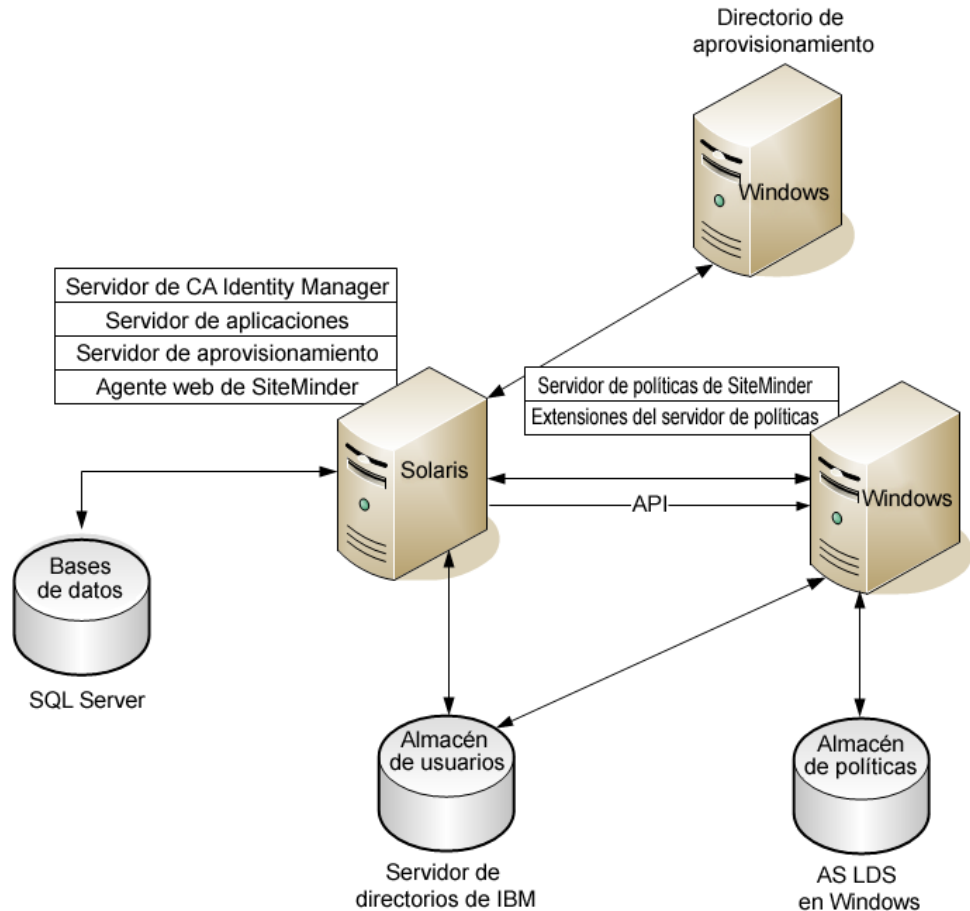 Directorio de
aprovisionamiento
Windows
Servidor de CA Identity Manager
Servidor de aplicaciones
Servidor de aprovisionamiento
Agente web de SiteMinder
Servidor de políticas de SiteMinder
Extensiones del servidor de políticas
Solaris
Windows
API
Bases
de datos
SQL Server
Almacén
de usuarios
Servidor de
directorios de IBM
Almacén
de políticas
AS LDS
en Windows